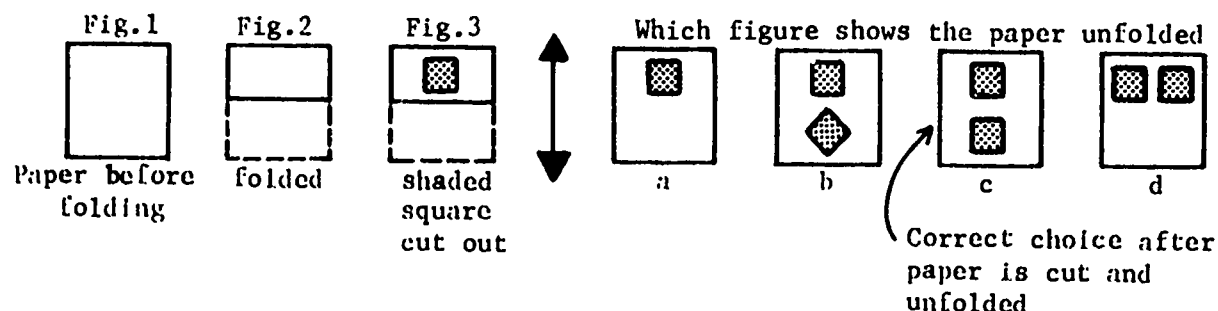 Fig.1 Fig.2 Fig.3 Which figure shows the paper unfolded
Paper before
folding
folded
shaded
square
cut out
a b c d
Correct choice after
paper is cut and
unfolded